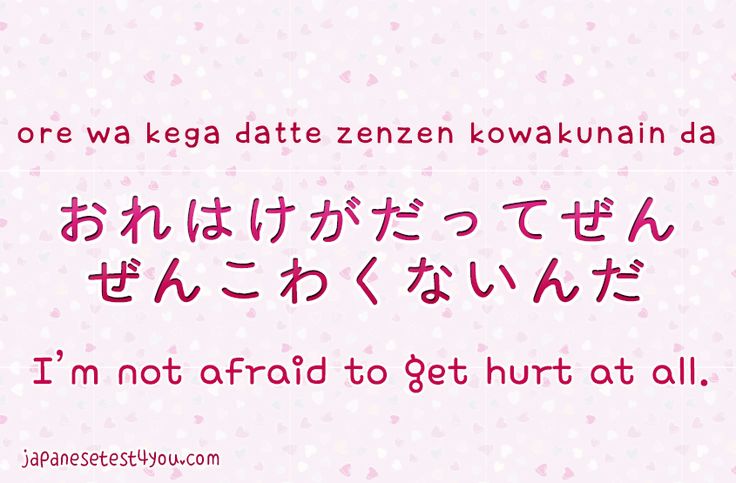 ore wa kega datte zenzen kowakunain da
おれはけがだってぜん
ぜんこわくないんだ
I'm not afraid to get hurt at all.
japanesetest4you.com